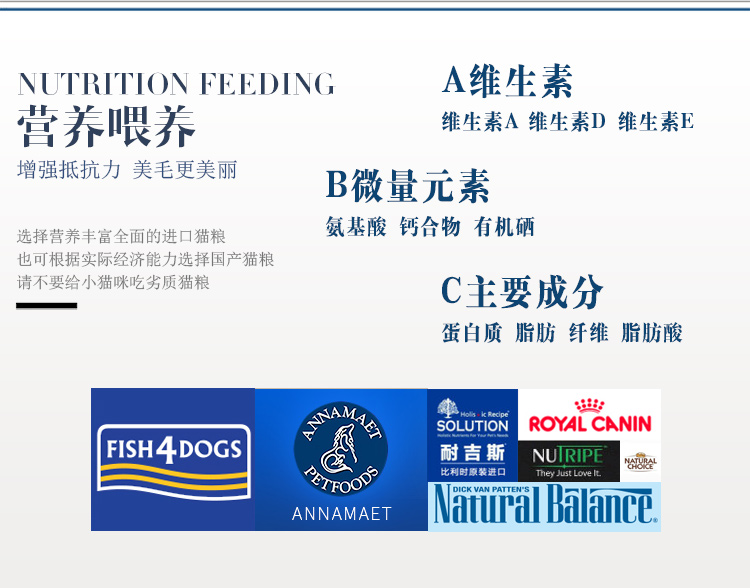 NUTRITION FEEDING
营养喂养
增强抵抗力 美毛更美丽
选择营养丰富全面的进口猫粮
也可根据实际经济能力选择国产猫粮
请不要给小猫咪吃劣质猫粮
A维生素
维生素A 维生素D 维生素E
B微量元素
氨基酸 钙合物 有机硒
C主要成分
蛋白质 脂肪 纤维 脂肪酸
FISH4DOGS
ANNAMAET
PETFOODS
ANNAMAET
Holistic Recipe
SOLUTION
Holistic Nutrients For Your Pet's Needs
耐吉斯
比利时原装进口
ROYAL CANIN
NUTRIPE
They Just Love It.
NATURAL
CHOICE
DICK VAN PATTEN'S
Natural Balance®